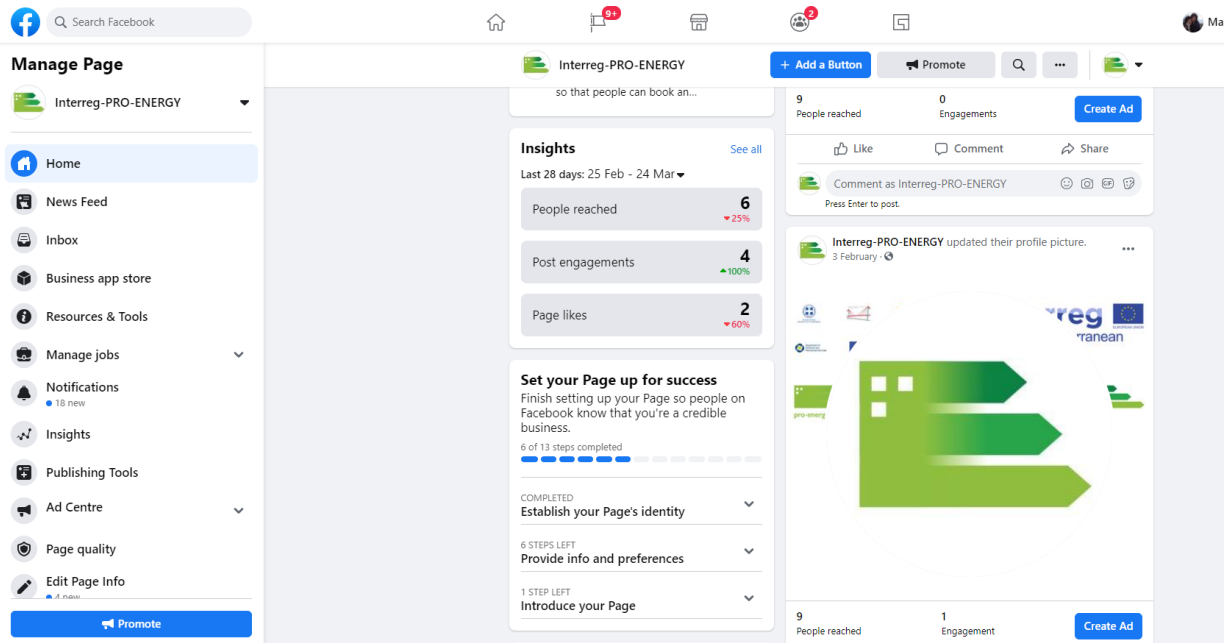 Search Facebook
9+
2
Ma
Manage Page
Interreg-PRO-ENERGY
Home
News Feed
Inbox
Business app store
Resources & Tools
Manage jobs
Notifications
18 new
Insights
Publishing Tools
Ad Centre
Page quality
Edit Page Info
4 new
Promote
Interreg-PRO-ENERGY
+ Add a Button
Promote
so that people can book an...
Insights
See all
Last 28 days: 25 Feb - 24 Mar
People reached
6
25%
Post engagements
4
100%
Page likes
2
60%
Set your Page up for success
Finish setting up your Page so people on
Facebook know that you're a credible
business.
6 of 13 steps completed
COMPLETED
Establish your Page's identity
6 STEPS LEFT
Provide info and preferences
1 STEP LEFT
Introduce your Page
9
People reached
0
Engagements
Create Ad
Like
Comment
Share
Comment as Interreg-PRO-ENERGY
GIF
Press Enter to post.
Interreg-PRO-ENERGY updated their profile picture.
3 February
reg
EUROPEAN UNION
rranean
pro-energ
9
People reached
1
Engagement
Create Ad